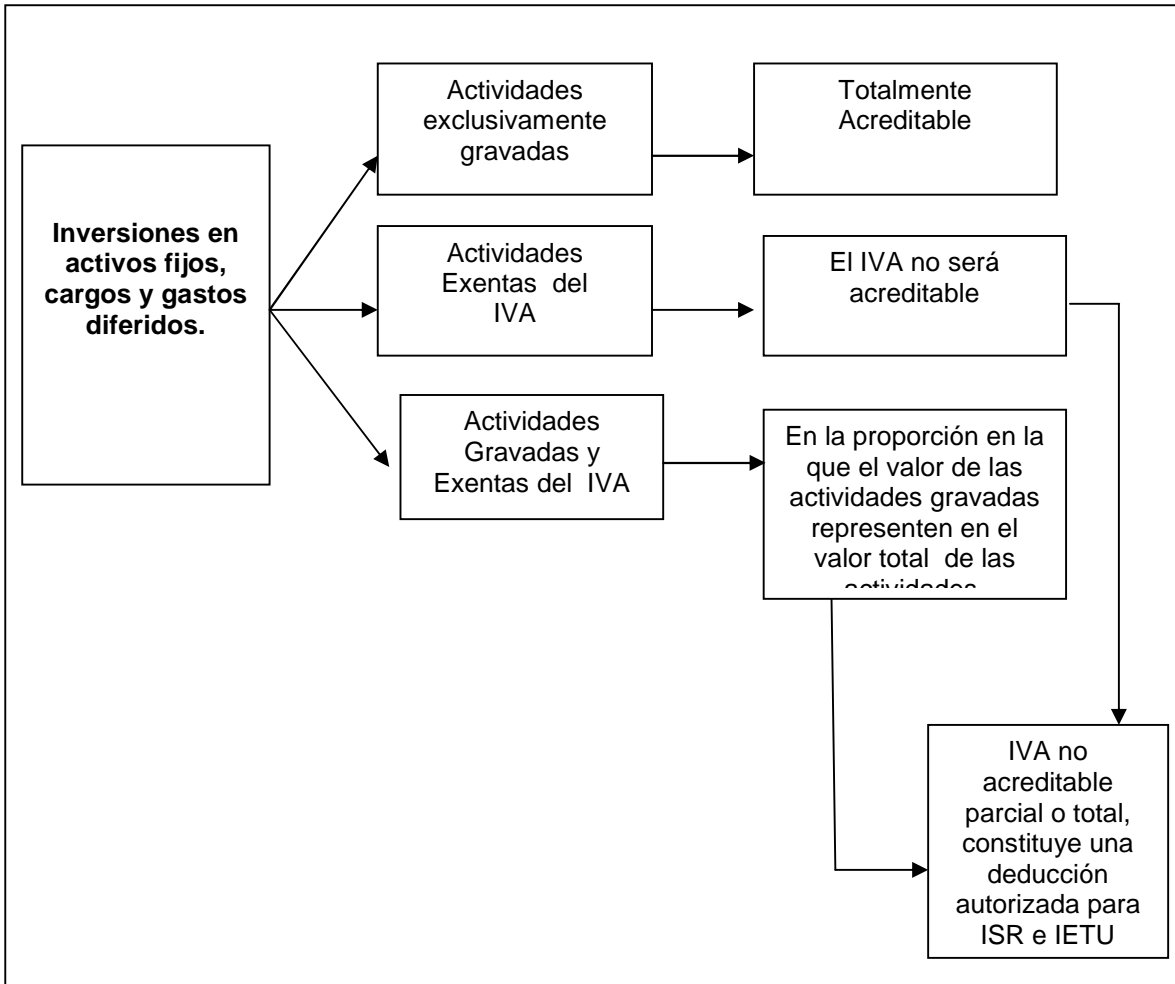 Inversiones en
activos fijos,
cargos y gastos
diferidos.
Actividades
exclusivamente
gravadas
Totalmente
Acreditable
Actividades
Exentas del
IVA
El IVA no será
acreditable
Actividades
Gravadas y
Exentas del IVA
En la proporción en la
que el valor de las
actividades gravadas
representen en el
valor total de las
actividades
IVA no
acreditable
parcial o total,
constituye una
deducción
autorizada para
ISR e IETU